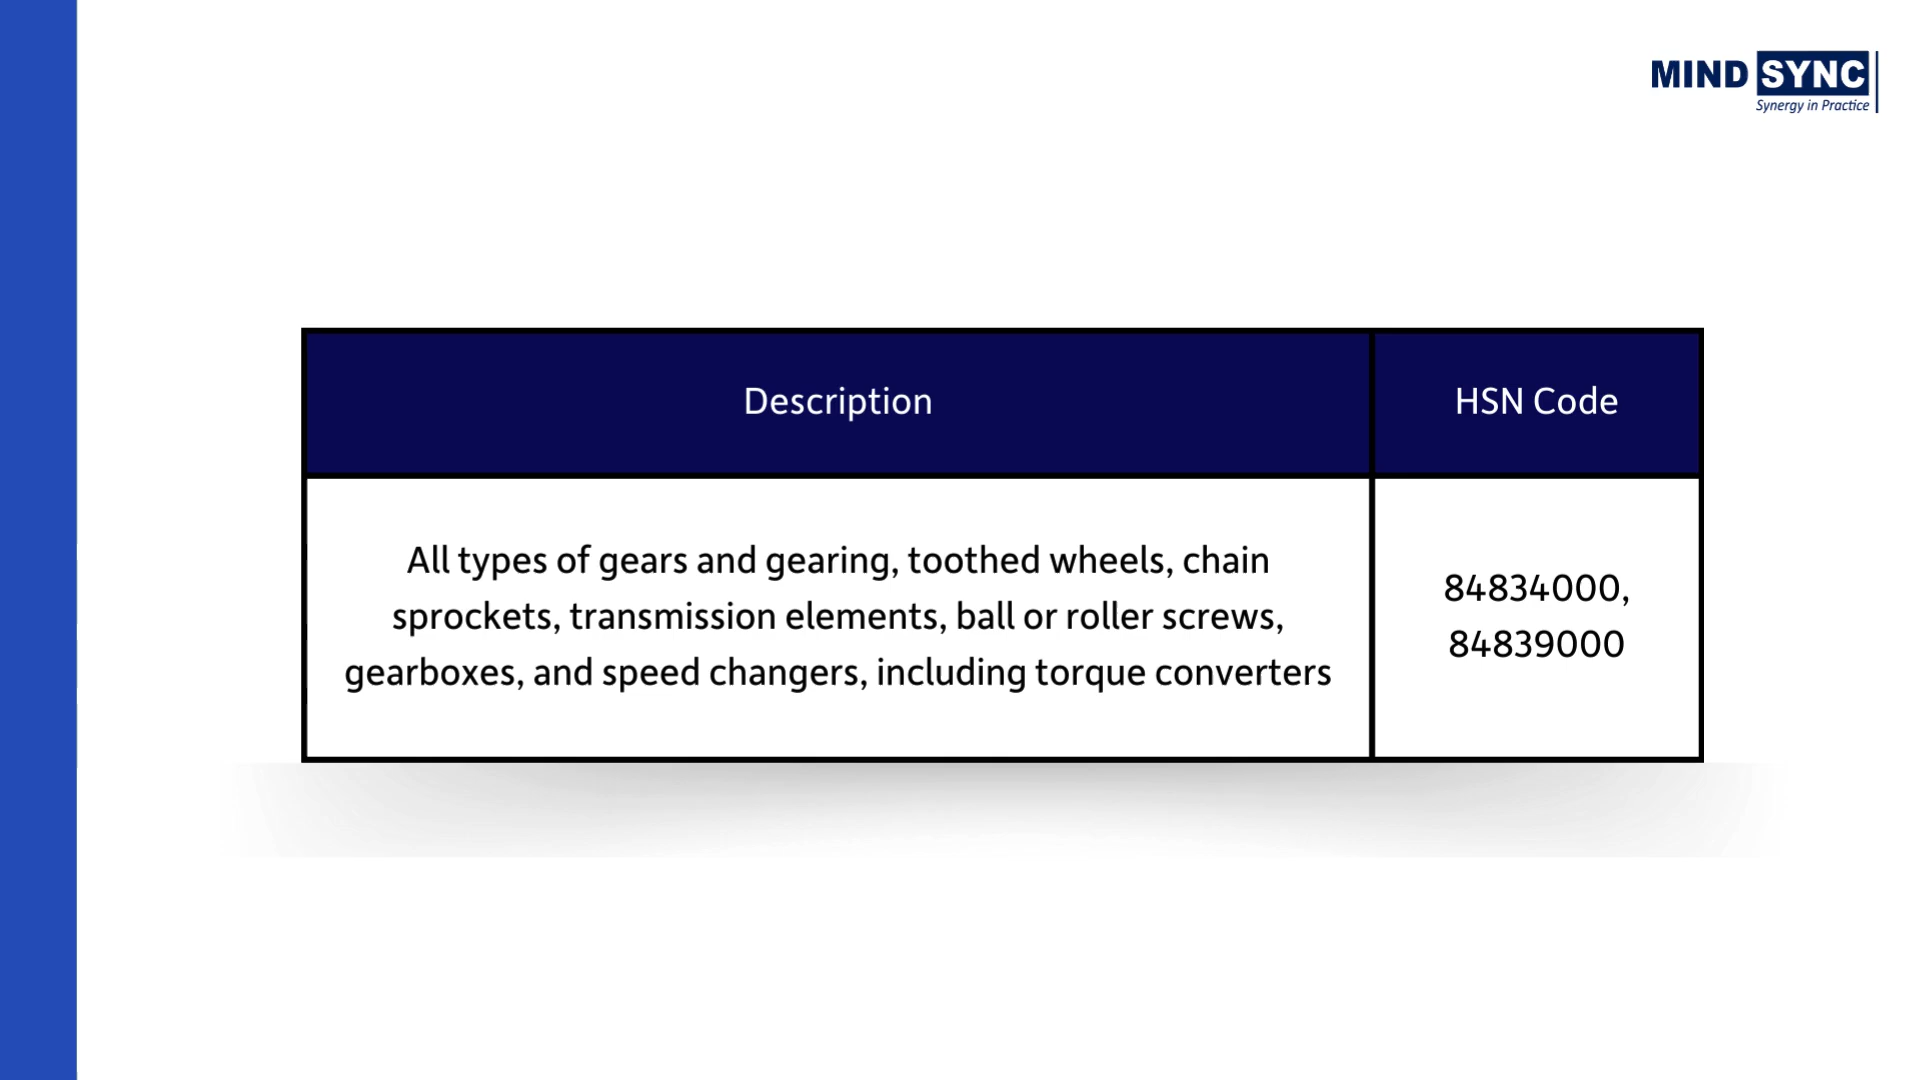 MIND SYNC
Synergy in Practice
Description
HSN Code
All types of gears and gearing, toothed wheels, chain
sprockets, transmission elements, ball or roller screws,
gearboxes, and speed changers, including torque converters
84834000,
84839000